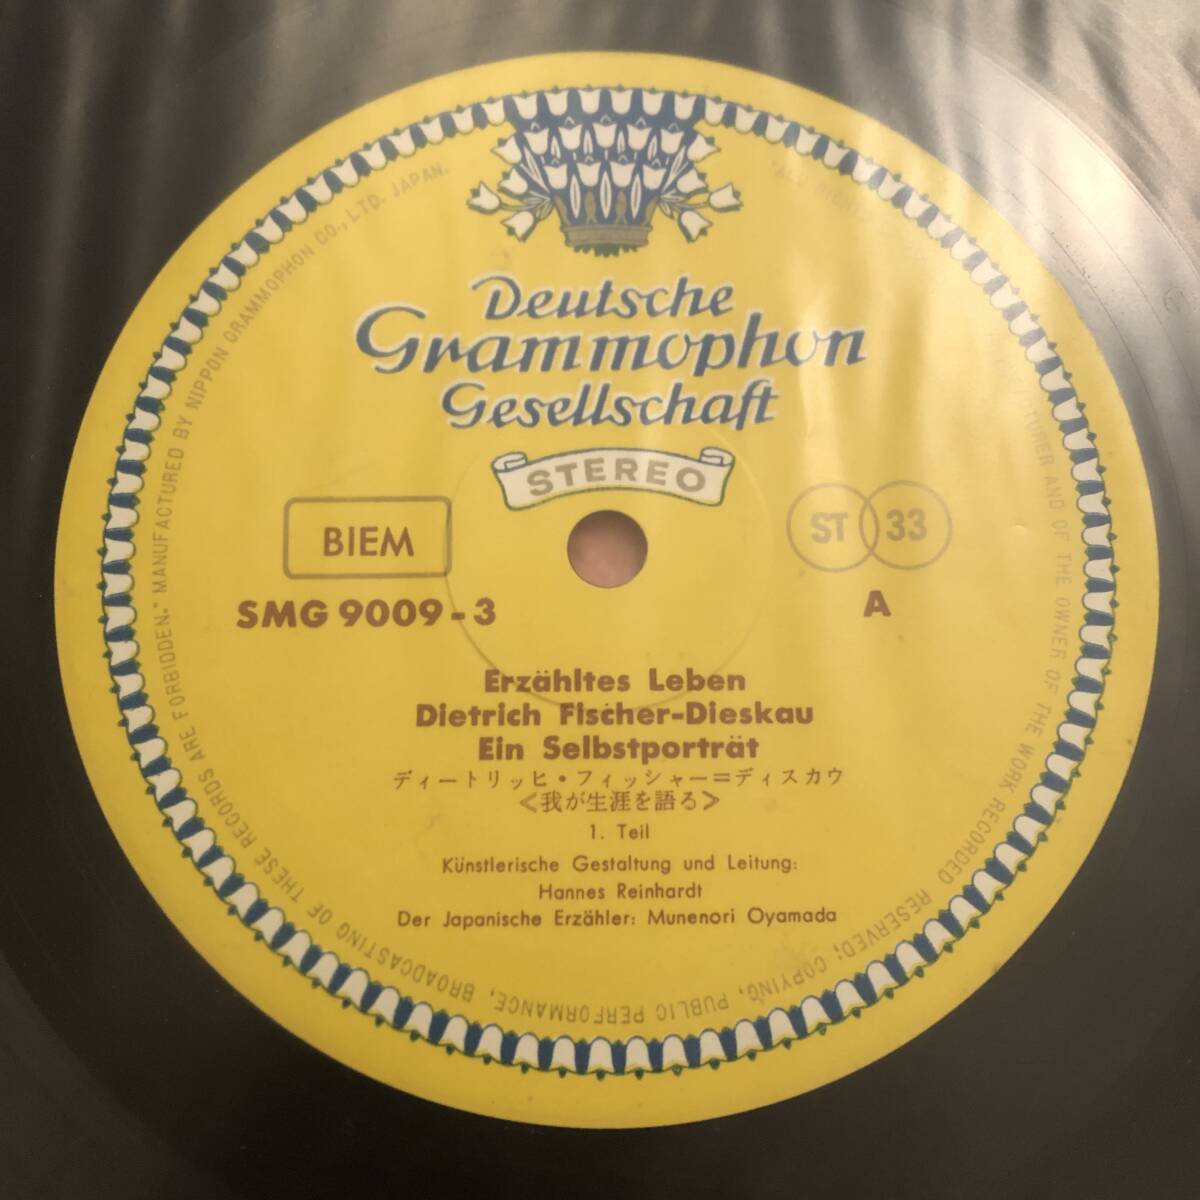 Deutsche
Grammophon
Gesellschaft
STEREO
BIEM
ST 33
SMG 9009-3
A
Erzähltes Leben
Dietrich Fischer-Dieskau
Ein Selbstporträt
ディートリッヒ・フィッシャー＝ディスカウ
＜我が生涯を語る＞
1. Teil
Künstlerische Gestaltung und Leitung:
Hannes Reinhardt
Der Japanische Erzähler: Munenori Oyamada
AND OF THE OWNER OF THE WORK RECORDED RESERVED; COPYING, PUBLIC PERFORMANCE, BROADCASTING OF THESE RECORDS ARE FORBIDDEN." MANUFACTURED BY NIPPON GRAMMOPHON CO., LTD. JAPAN.